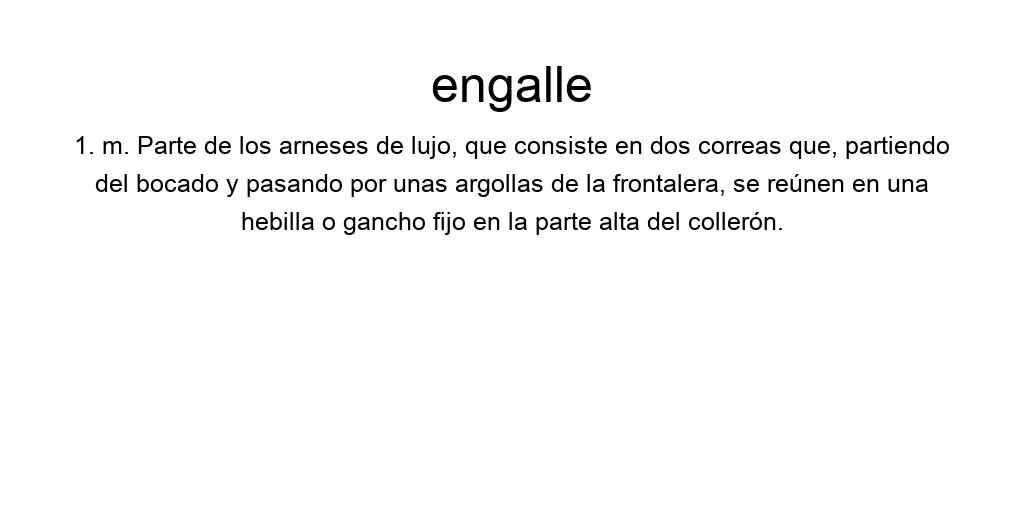 engalle
1. m. Parte de los arneses de lujo, que consiste en dos correas que, partiendo
del bocado y pasando por unas argollas de la frontalera, se reúnen en una
hebilla o gancho fijo en la parte alta del collerón.